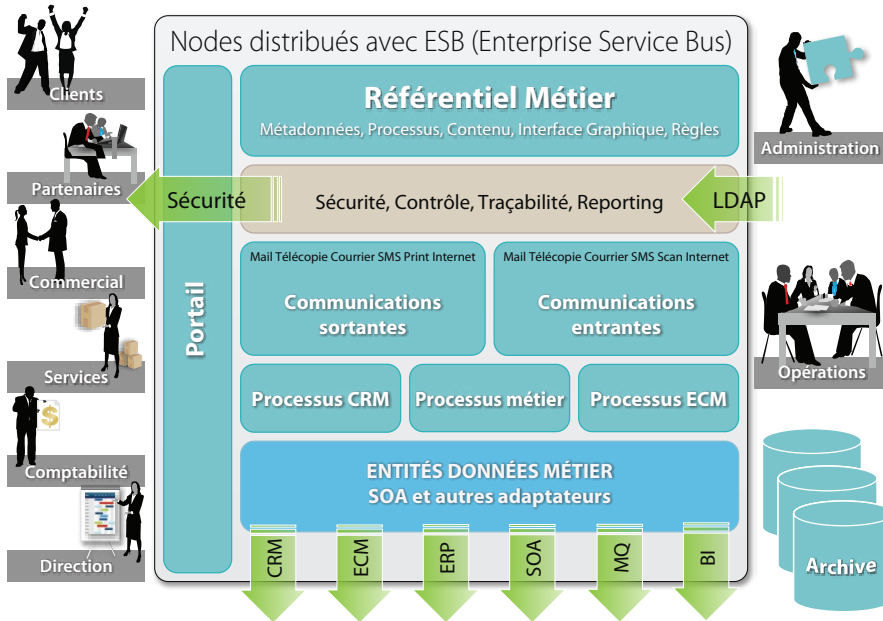 Nodes distribués avec ESB (Enterprise Service Bus)
Clients
Partenaires
Commercial
Services
Comptabilité
Direction
Sécurité
Portail
Référentiel Métier
Métadonnées, Processus, Contenu, Interface Graphique, Règles
Sécurité, Contrôle, Traçabilité, Reporting
LDAP
Mail Télécopie Courrier SMS Print Internet
Communications
sortantes
Mail Télécopie Courrier SMS Scan Internet
Communications
entrantes
Processus CRM
Processus métier
Processus ECM
ENTITÉS DONNÉES MÉTIER
SOA et autres adaptateurs
CRM
ECM
ERP
SOA
MQ
BI
Administration
Opérations
Archive
$